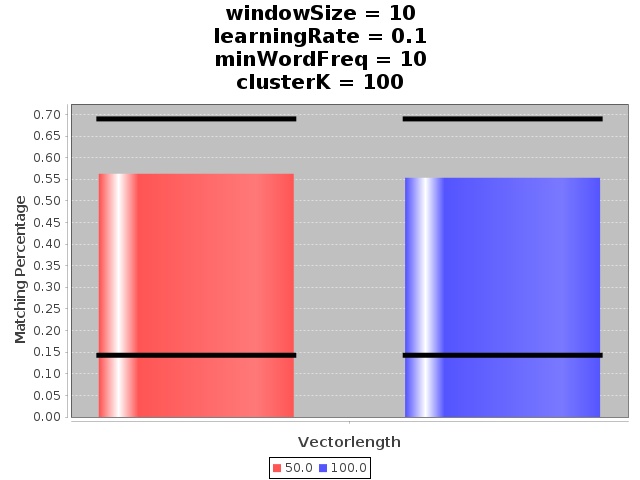 windowSize = 10
learningRate = 0.1
minWordFreq = 10
clusterK = 100
Matching Percentage
0.70
0.65
0.60
0.55
0.50
0.45
0.40
0.35
0.30
0.25
0.20
0.15
0.10
0.05
0.00
Vectorlength
50.0 100.0